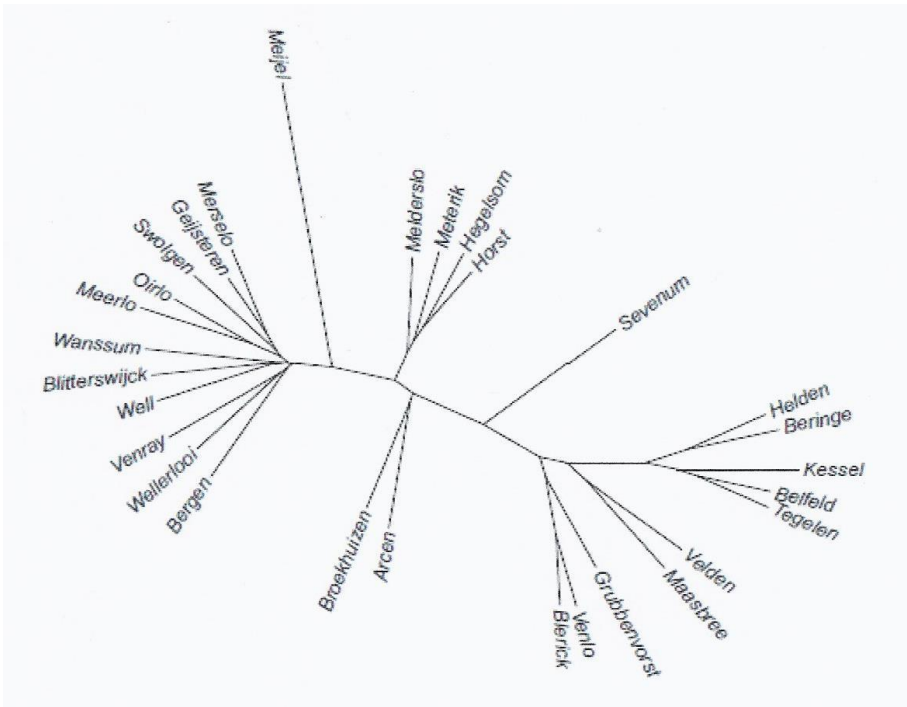 Meijel
Merselo
Geijsteren
Swolgen
Oirlo
Meerlo
Wanssum
Blitterswijck
Well
Venray
Wellerlooi
Bergen
Melderslo
Meterik
Hegelsom
Horst
Sevenum
Helden
Beringe
Kessel
Belfeld
Tegelen
Velden
Maasbree
Grubbenvorst
Venlo
Blerick
Arcen
Broekhuizen